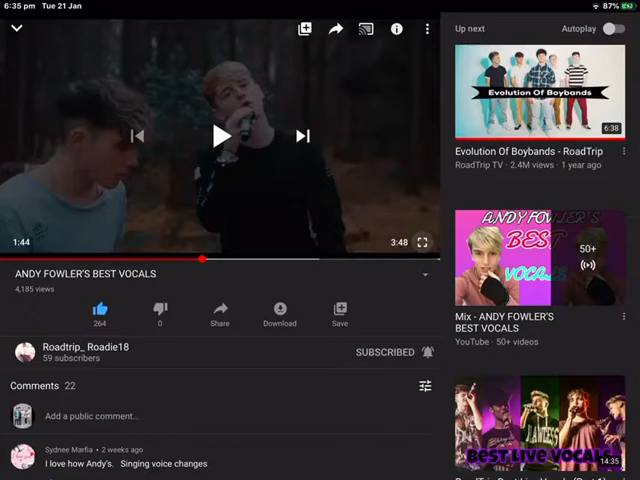 6:35 pm Tue 21 Jan
87%
1:44
3:48
ANDY FOWLER'S BEST VOCALS
4,185 views
264
0
Share
Download
Save
Roadtrip_ Roadie18
59 subscribers
SUBSCRIBED
Comments 22
Add a public comment...
Sydnee Marfia • 2 weeks ago
I love how Andy's. Singing voice changes
Up next
Autoplay
Evolution Of Boybands
6:38
Evolution Of Boybands - RoadTrip
RoadTrip TV · 2.4M views · 1 year ago
ANDY FOWLER'S
BEST
VOCALS
50+
Mix - ANDY FOWLER'S
BEST VOCALS
YouTube · 50+ videos
BEST LIVE VOCALS
14:35